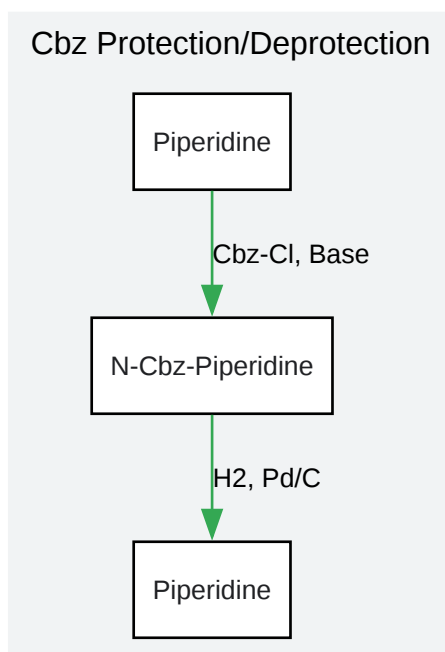 Cbz Protection/Deprotection
Piperidine
Cbz-Cl, Base
N-Cbz-Piperidine
H2, Pd/C
Piperidine